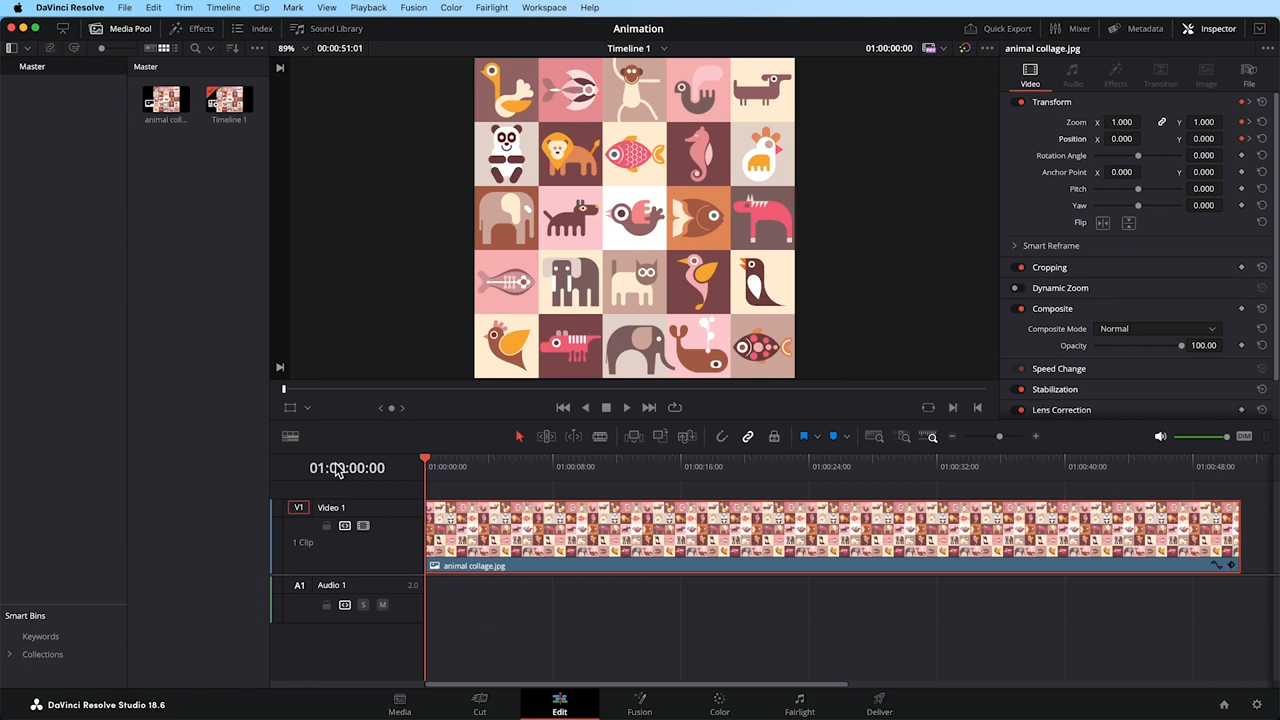 DaVinci Resolve File Edit Trim Timeline Clip Mark View Playback Fusion Color Fairlight Workspace Help
Media Pool Effects Index Sound Library Animation Quick Export Mixer Metadata Inspector
89% 00:00:51:01 Timeline 1 01:00:00:00 animal collage.jpg
Master Master
Video Audio Effects Transition Image File
animal coll... Timeline 1
Transform
Zoom X 1.000 Y 1.000
Position X 0.000 Y 0.000
Rotation Angle 0.000
Anchor Point X 0.000 Y 0.000
Pitch 0.000
Yaw 0.000
Flip
Smart Reframe
Cropping
Dynamic Zoom
Composite
Composite Mode Normal
Opacity 100.00
Speed Change
Stabilization
Lens Correction
DIM
01:00:00:00
01:00:00:00 01:00:08:00 01:00:16:00 01:00:24:00 01:00:32:00 01:00:40:00 01:00:48:00
V1 Video 1
1 Clip
animal collage.jpg
A1 Audio 1 2.0
S M
Smart Bins
Keywords
Collections
DaVinci Resolve Studio 18.6
Media Cut Edit Fusion Color Fairlight Deliver